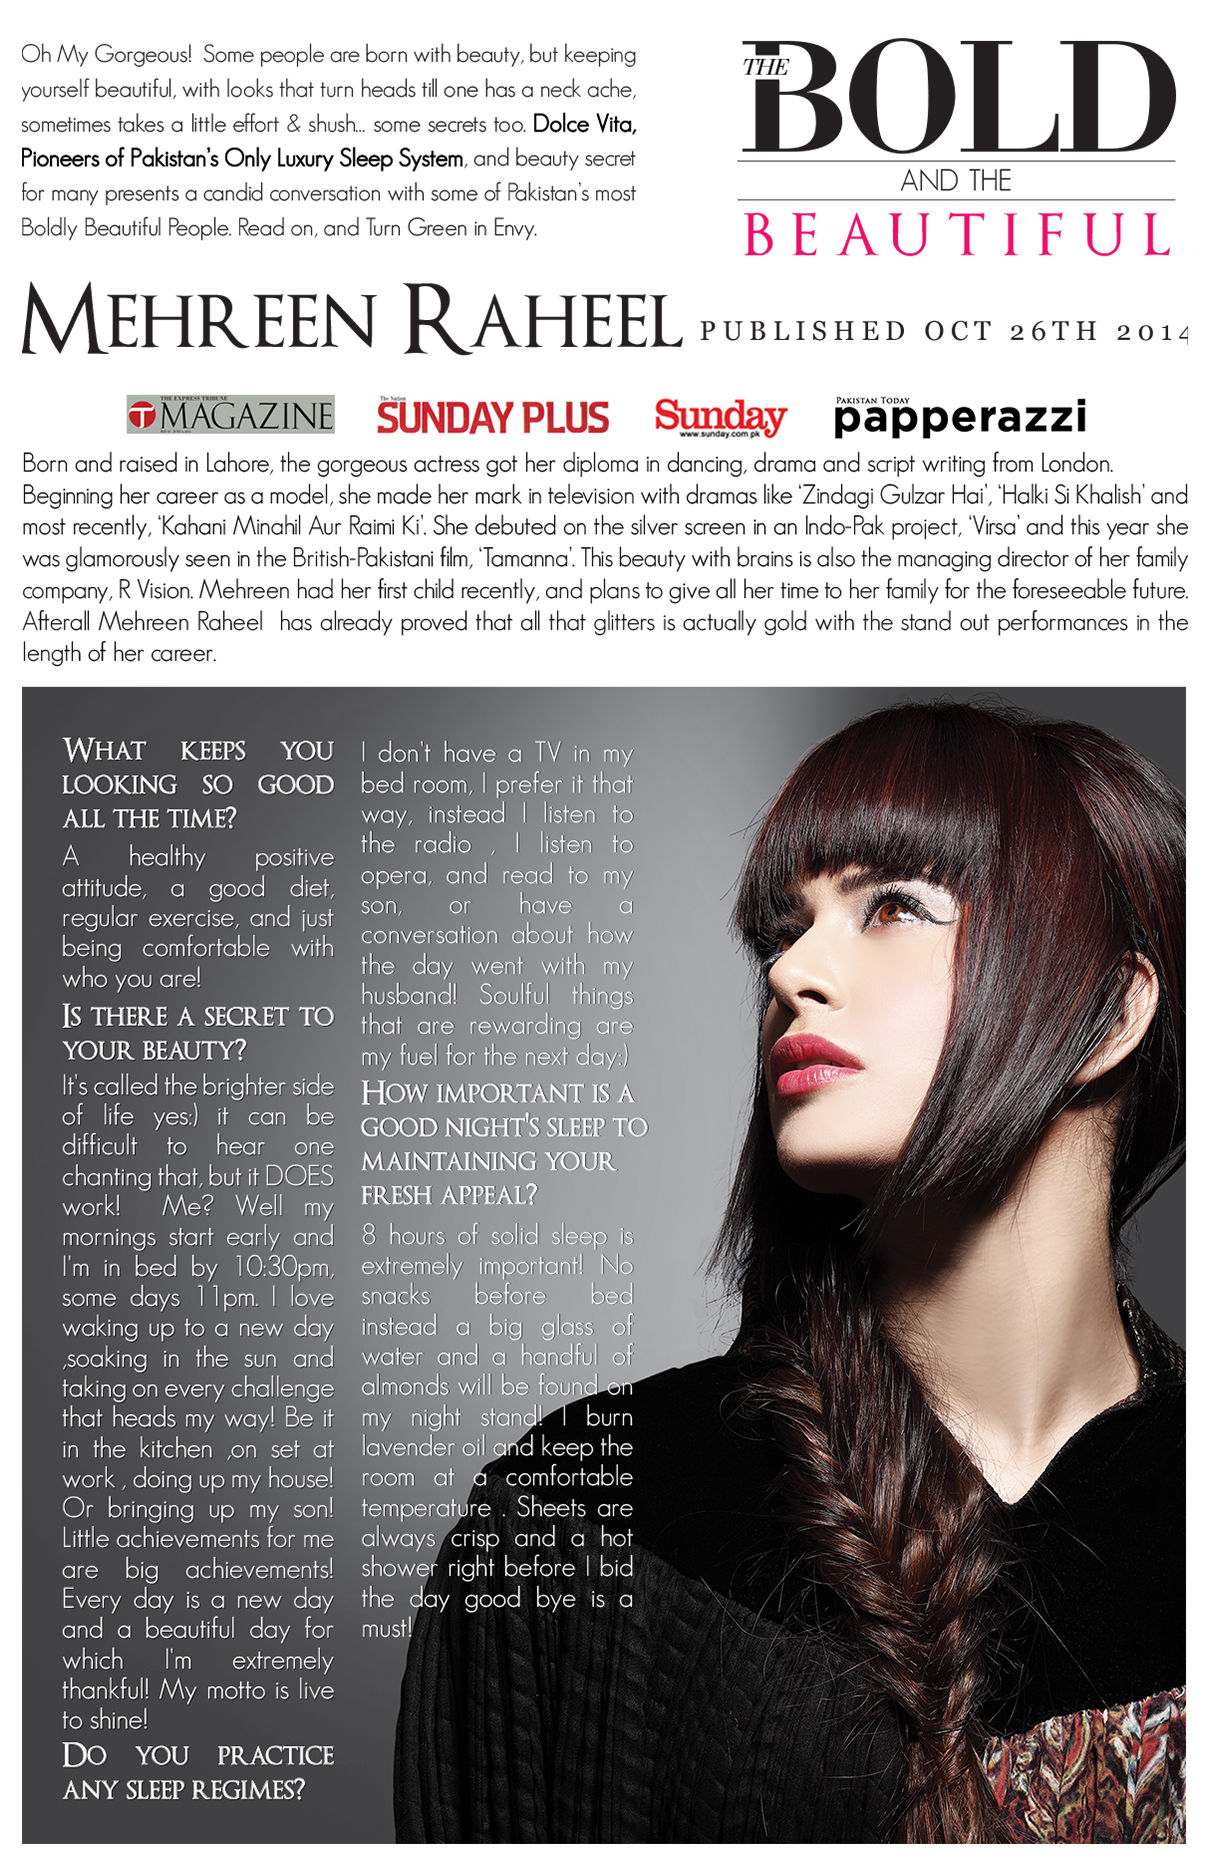 Oh My Gorgeous! Some people are born with beauty, but keeping
yourself beautiful, with looks that turn heads till one has a neck ache,
sometimes takes a little effort & shush... some secrets too. Dolce Vita,
Pioneers of Pakistan's Only Luxury Sleep System, and beauty secret
for many presents a candid conversation with some of Pakistan's most
Boldly Beautiful People. Read on, and Turn Green in Envy.
THE BOLD
AND THE
BEAUTIFUL
MEHREEN RAHEEL PUBLISHED OCT 26TH 2014
THE EXPRESS TRIBUNE
T MAGAZINE
The Nation
SUNDAY PLUS
Sunday
www.sunday.com.pk
PAKISTAN TODAY
papperazzi
Born and raised in Lahore, the gorgeous actress got her diploma in dancing, drama and script writing from London.
Beginning her career as a model, she made her mark in television with dramas like 'Zindagi Gulzar Hai', 'Halki Si Khalish' and
most recently, 'Kahani Minahil Aur Raimi Ki'. She debuted on the silver screen in an Indo-Pak project, 'Virsa' and this year she
was glamorously seen in the British-Pakistani film, 'Tamanna'. This beauty with brains is also the managing director of her family
company, R Vision. Mehreen had her first child recently, and plans to give all her time to her family for the foreseeable future.
Afterall Mehreen Raheel has already proved that all that glitters is actually gold with the stand out performances in the
length of her career.
WHAT KEEPS YOU
LOOKING SO GOOD
ALL THE TIME?
A healthy positive
attitude, a good diet,
regular exercise, and just
being comfortable with
who you are!
IS THERE A SECRET TO
YOUR BEAUTY?
It's called the brighter side
of life yes:) it can be
difficult to hear one
chanting that, but it DOES
work! Me? Well my
mornings start early and
I'm in bed by 10:30pm,
some days 11pm. I love
waking up to a new day
,soaking in the sun and
taking on every challenge
that heads my way! Be it
in the kitchen ,on set at
work , doing up my house!
Or bringing up my son!
Little achievements for me
are big achievements!
Every day is a new day
and a beautiful day for
which I'm extremely
thankful! My motto is live
to shine!
DO YOU PRACTICE
ANY SLEEP REGIMES?
I don't have a TV in my
bed room, I prefer it that
way, instead I listen to
the radio , I listen to
opera, and read to my
son, or have a
conversation about how
the day went with my
husband! Soulful things
that are rewarding are
my fuel for the next day:)
HOW IMPORTANT IS A
GOOD NIGHT'S SLEEP TO
MAINTAINING YOUR
FRESH APPEAL?
8 hours of solid sleep is
extremely important! No
snacks before bed
instead a big glass of
water and a handful of
almonds will be found on
my night stand! I burn
lavender oil and keep the
room at a comfortable
temperature . Sheets are
always crisp and a hot
shower right before I bid
the day good bye is a
must!